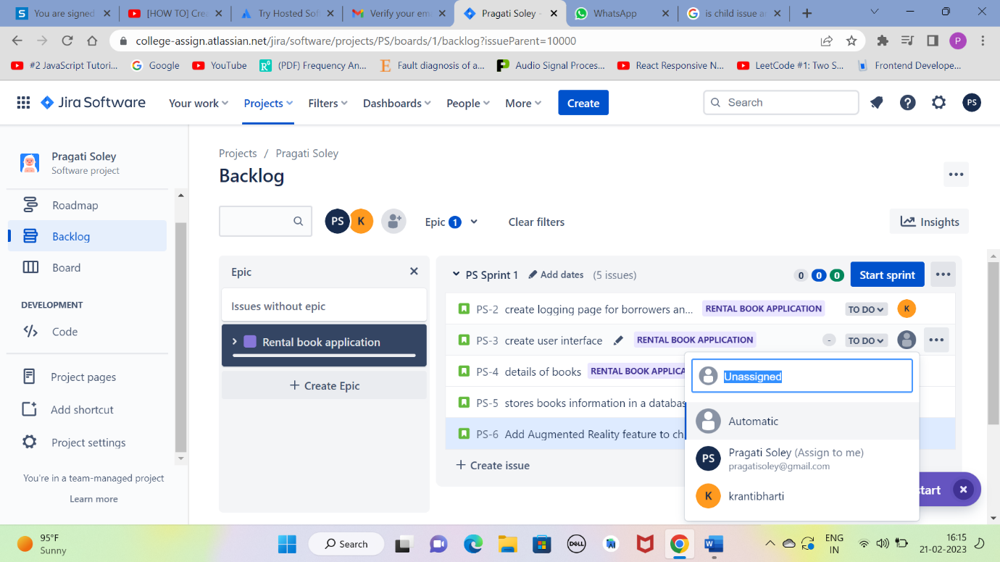 You are signed
[HOW TO] Cre
Try Hosted Sof
Verify your em
Pragati Soley -
WhatsApp
is child issue a
college-assign.atlassian.net/jira/software/projects/PS/boards/1/backlog?issueParent=10000
P
#2 JavaScript Tutori...
Google
YouTube
(PDF) Frequency An...
Fault diagnosis of a...
Audio Signal Proces...
React Responsive N...
LeetCode #1: Two S...
Frontend Develope...
Jira Software
Your work
Projects
Filters
Dashboards
People
More
Create
Search
PS
Pragati Soley
Software project
Roadmap
Backlog
Board
DEVELOPMENT
Code
Project pages
Add shortcut
Project settings
You're in a team-managed project
Learn more
Projects / Pragati Soley
Backlog
PS
K
Epic 1
Clear filters
Insights
Epic
Issues without epic
Rental book application
+ Create Epic
PS Sprint 1 Add dates (5 issues)
0 0 0
Start sprint
PS-2 create logging page for borrowers an... RENTAL BOOK APPLICATION TO DO K
PS-3 create user interface RENTAL BOOK APPLICATION - TO DO
PS-4 details of books RENTAL BOOK APPLICA
PS-5 stores books information in a databas
PS-6 Add Augmented Reality feature to ch
+ Create issue
Unassigned
Automatic
PS Pragati Soley (Assign to me)
pragatisoley@gmail.com
K krantibharti
tart
95°F
Sunny
Search
DELL
ENG
IN
16:15
21-02-2023